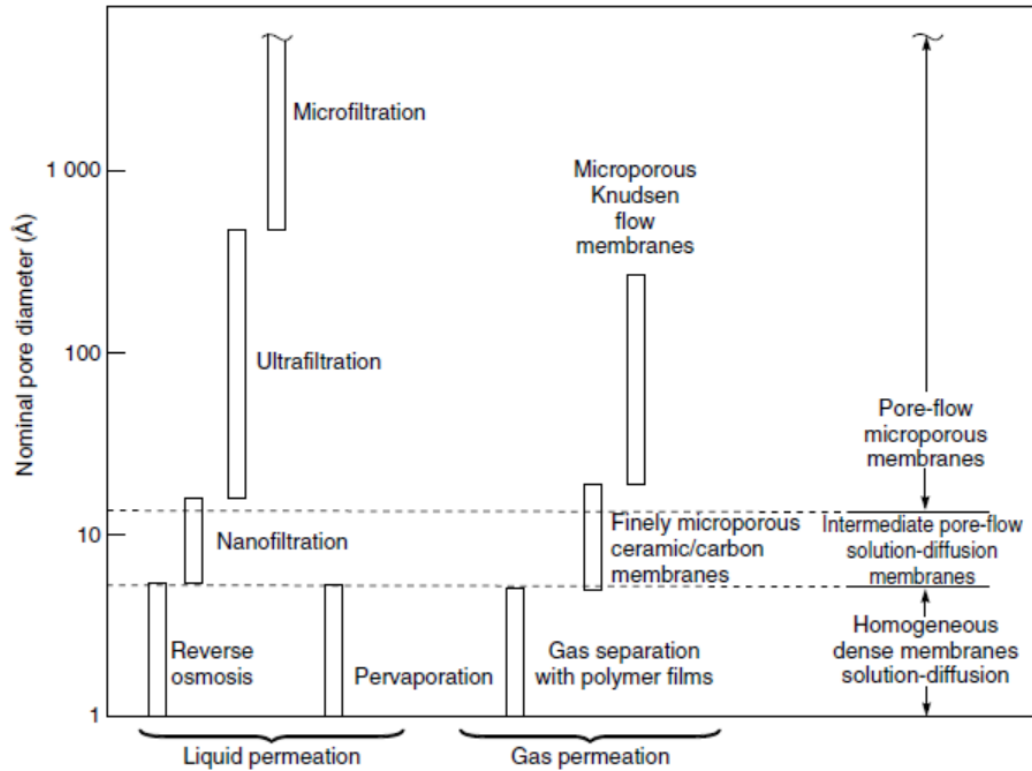 Nominal pore diameter (Å)
1 000
100
10
1
Microfiltration
Ultrafiltration
Nanofiltration
Reverse
osmosis
Pervaporation
Microporous
Knudsen
flow
membranes
Finely microporous
ceramic/carbon
membranes
Gas separation
with polymer films
Pore-flow
microporous
membranes
Intermediate pore-flow
solution-diffusion
membranes
Homogeneous
dense membranes
solution-diffusion
Liquid permeation
Gas permeation